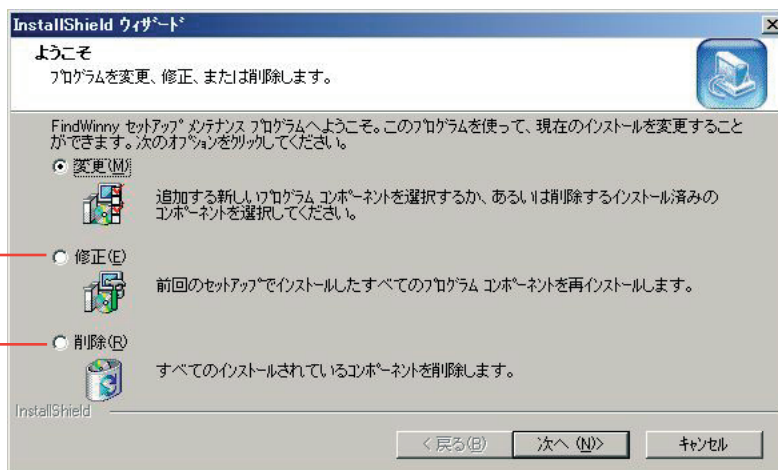 InstallShield ウィザード
ようこそ
プログラムを変更、修正、または削除します。
FindWinny セットアップ メンテナンス プログラムへようこそ。このプログラムを使って、現在のインストールを変更すること
ができます。次のオプションをクリックしてください。
変更(M)
追加する新しいプログラム コンポーネントを選択するか、あるいは削除するインストール済みの
コンポーネントを選択してください。
修正(E)
前回のセットアップでインストールしたすべてのプログラム コンポーネントを再インストールします。
削除(R)
すべてのインストールされているコンポーネントを削除します。
InstallShield
< 戻る(B) 次へ (N)> キャンセル